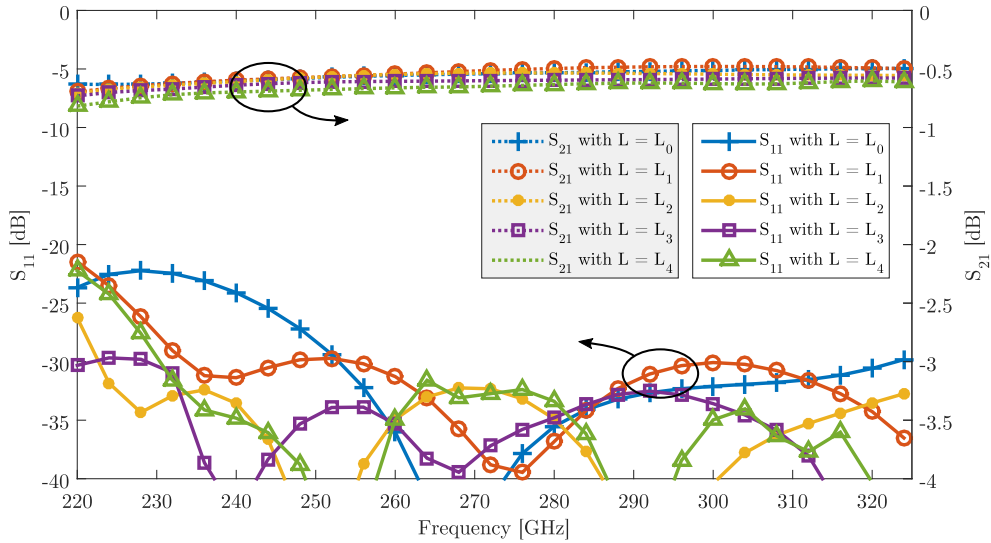 0
-5
-10
-15
-20
-25
-30
-35
-40
S11 [dB]
0
-0.5
-1
-1.5
-2
-2.5
-3
-3.5
-4
S21 [dB]
S21 with L = L0
S21 with L = L1
S21 with L = L2
S21 with L = L3
S21 with L = L4
S11 with L = L0
S11 with L = L1
S11 with L = L2
S11 with L = L3
S11 with L = L4
220 230 240 250 260 270 280 290 300 310 320
Frequency [GHz]